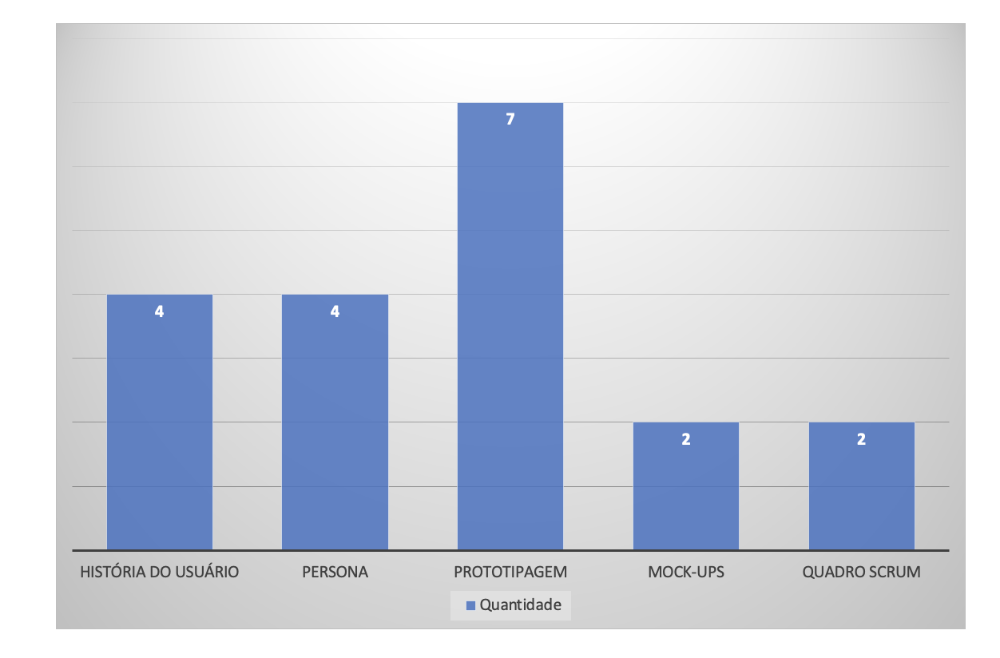 7
4 4
2 2
HISTÓRIA DO USUÁRIO PERSONA PROTOTIPAGEM MOCK-UPS QUADRO SCRUM
Quantidade